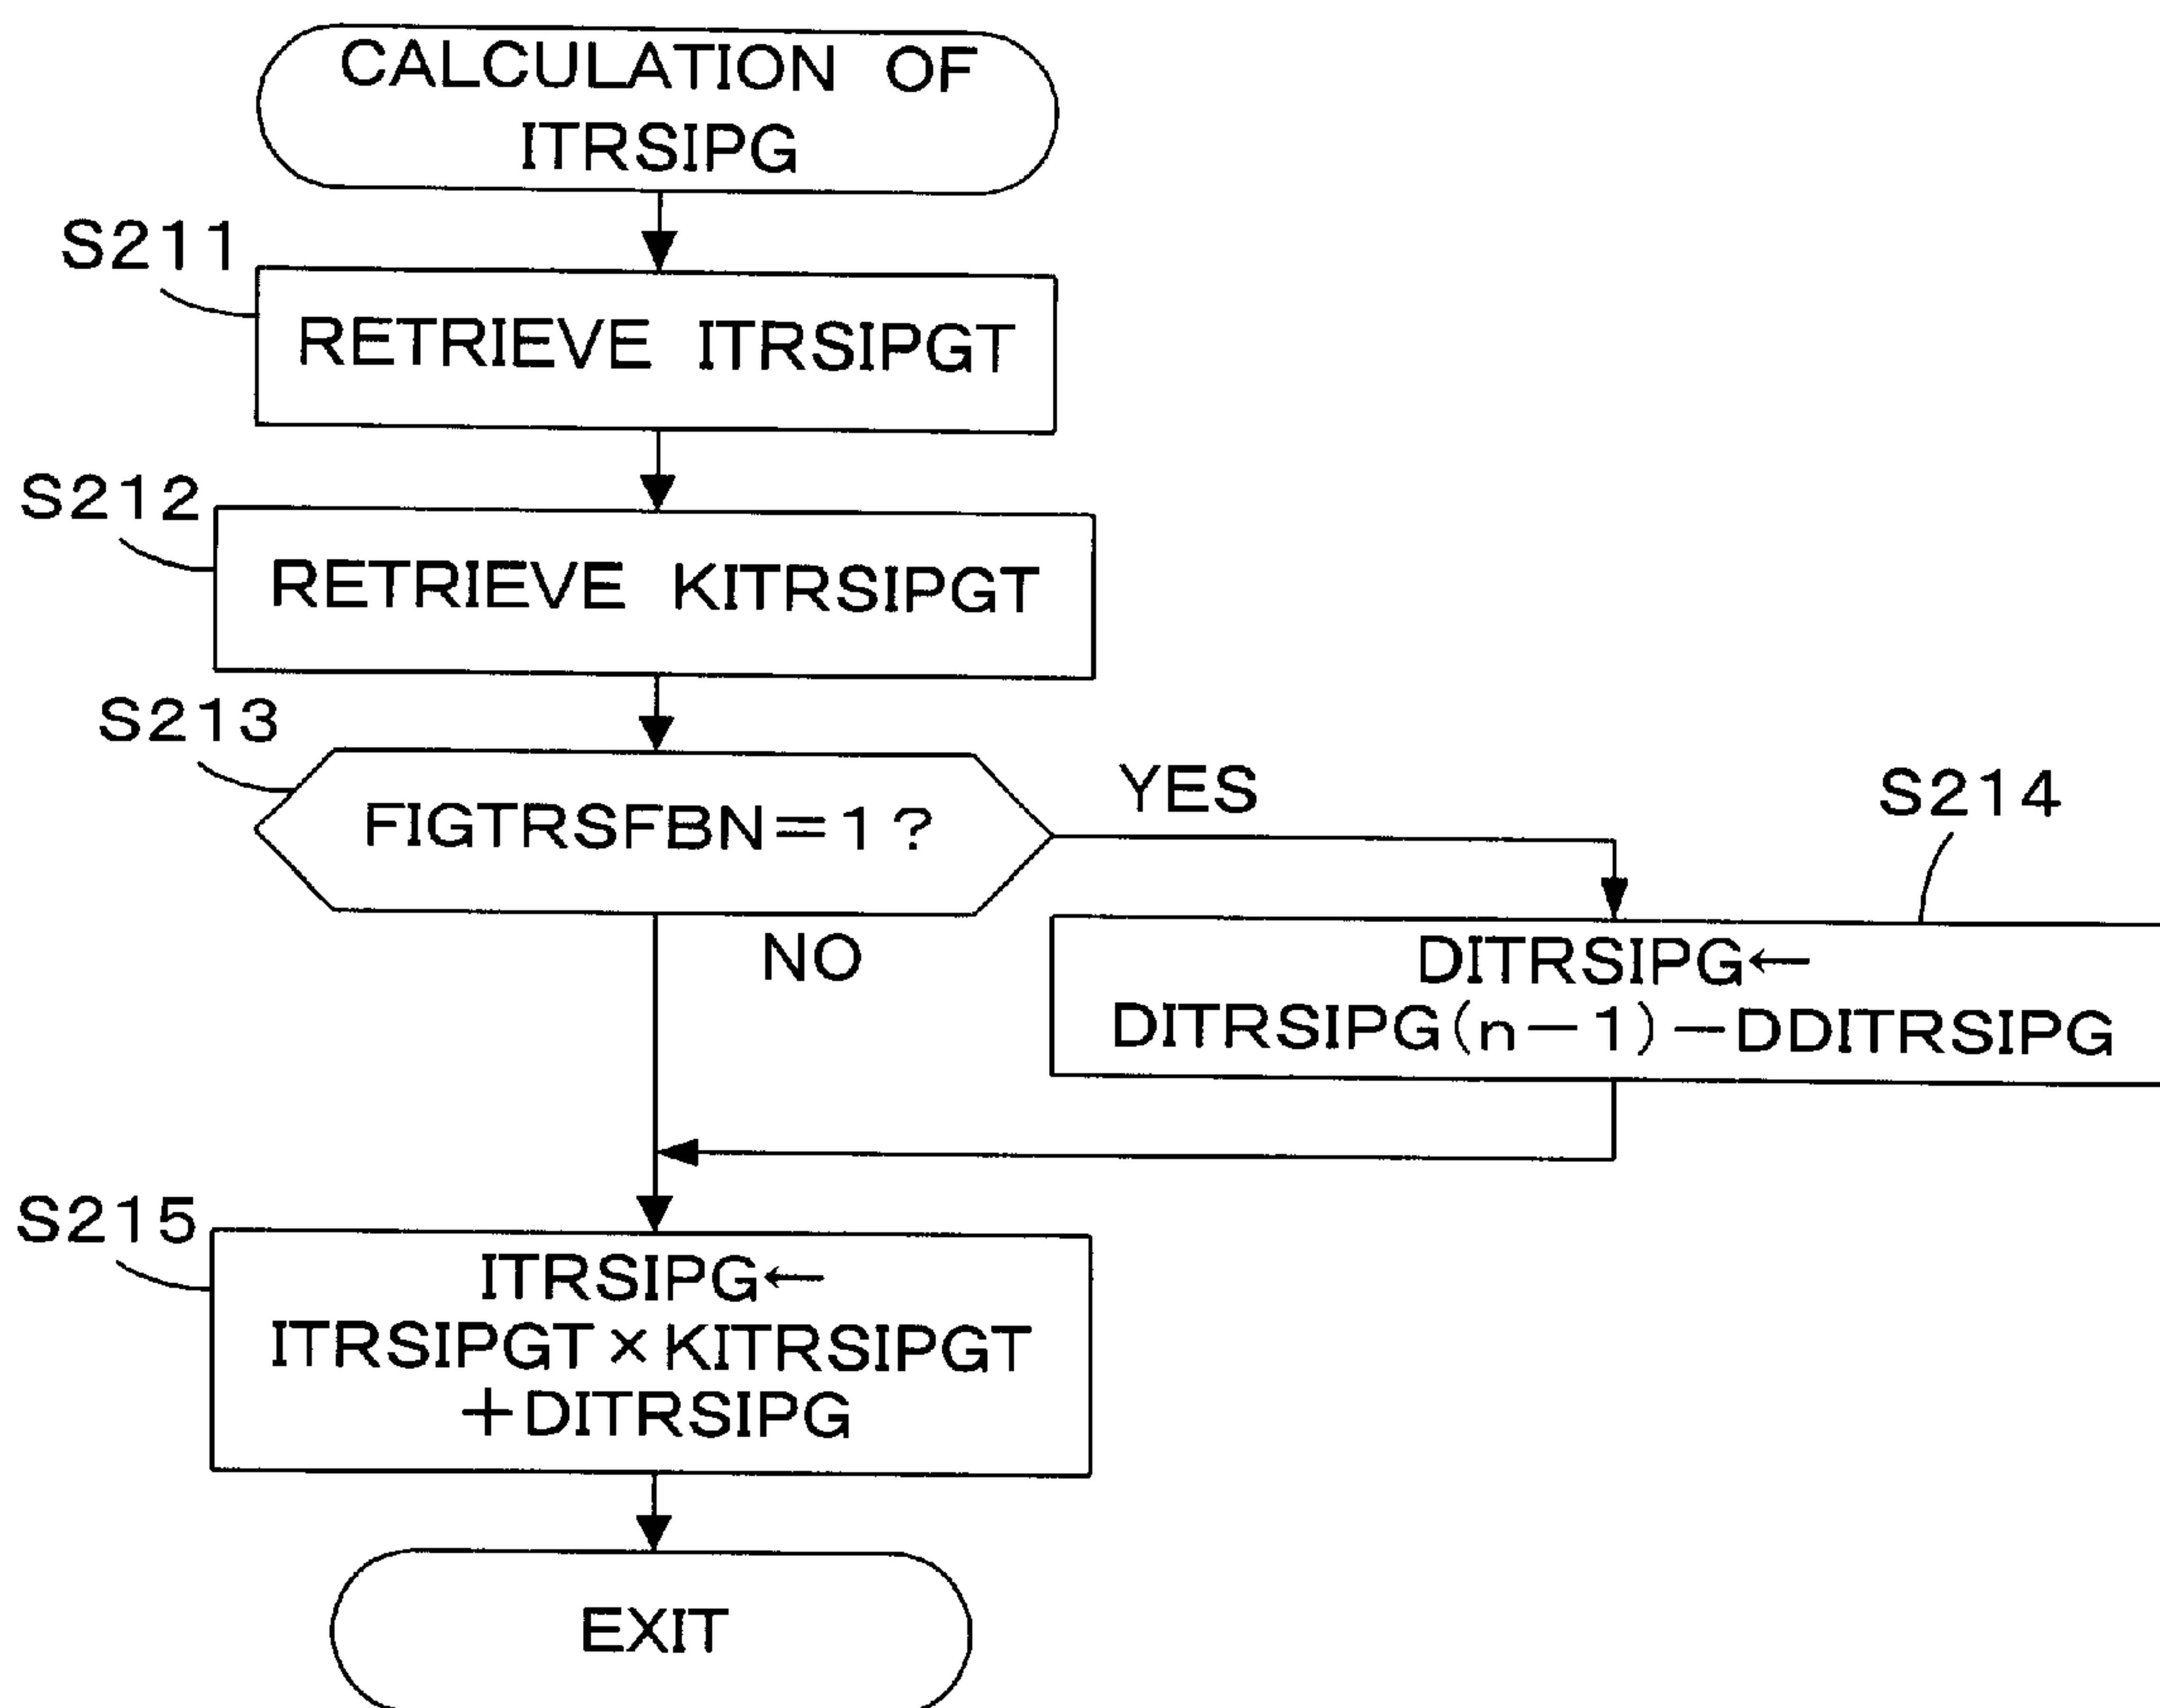 CALCULATION OF
ITRSIPG
S211
RETRIEVE ITRSIPGT
S212
RETRIEVE KITRSIPGT
S213
FIGTRSFBN=1?
YES
NO
S214
DITRSIPG←
DITRSIPG(n-1)-DDITRSIPG
S215
ITRSIPG←
ITRSIPGT×KITRSIPGT
+DITRSIPG
EXIT